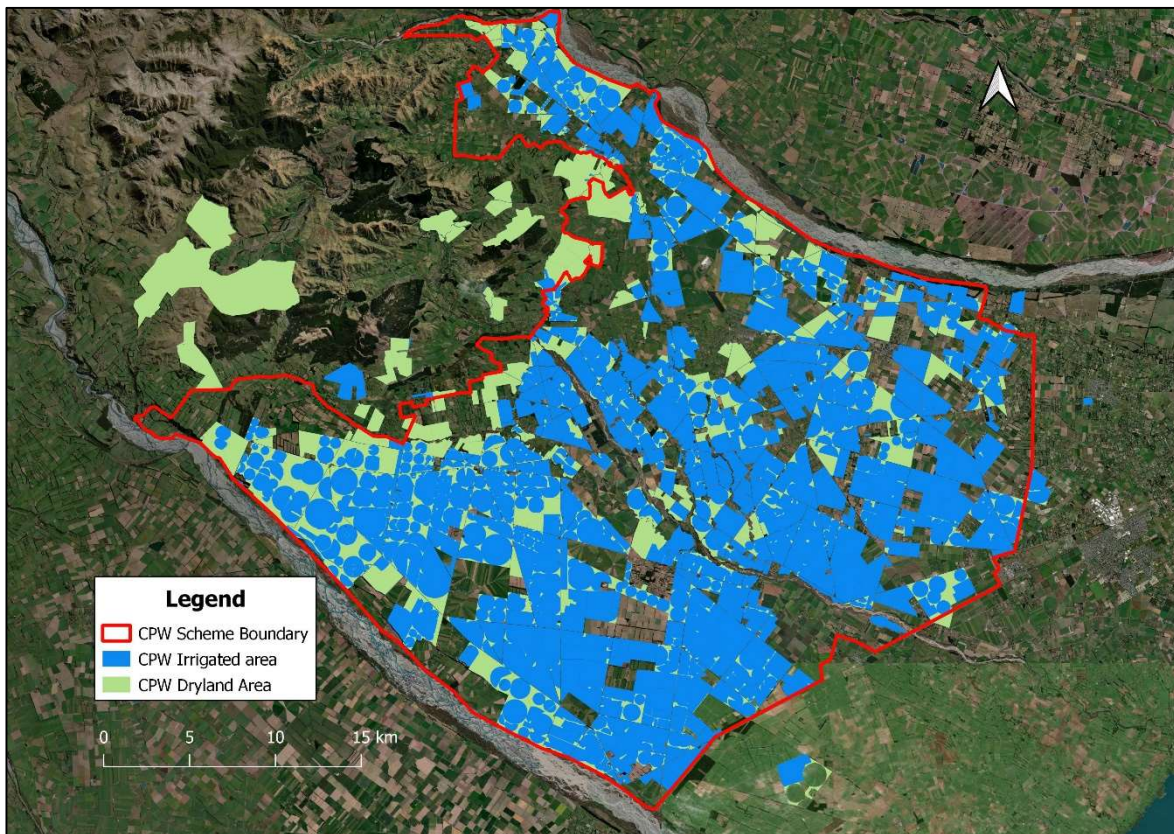 Legend
CPW Scheme Boundary
CPW Irrigated area
CPW Dryland Area
0 5 10 15 km